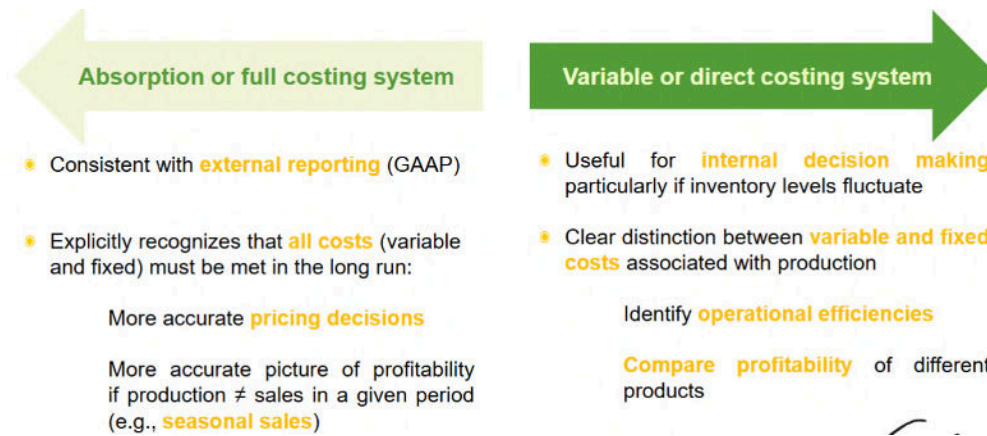 Absorption or full costing system
Consistent with external reporting (GAAP)
Explicitly recognizes that all costs (variable
and fixed) must be met in the long run:
More accurate pricing decisions
More accurate picture of profitability
if production ≠ sales in a given period
(e.g., seasonal sales)
Variable or direct costing system
Useful for internal decision making
particularly if inventory levels fluctuate
Clear distinction between variable and fixed
costs associated with production
Identify operational efficiencies
Compare profitability of different
products